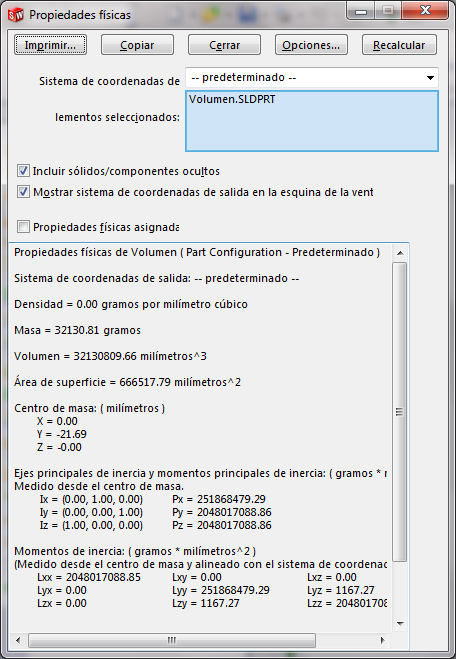 Propiedades físicas
Imprimir... Copiar Cerrar Opciones... Recalcular
Sistema de coordenadas de -- predeterminado --
lementos seleccionados: Volumen.SLDPRT
Incluir sólidos/componentes ocultos
Mostrar sistema de coordenadas de salida en la esquina de la vent
Propiedades físicas asignada
Propiedades físicas de Volumen ( Part Configuration - Predeterminado )
Sistema de coordenadas de salida: -- predeterminado --
Densidad = 0.00 gramos por milímetro cúbico
Masa = 32130.81 gramos
Volumen = 32130809.66 milímetros^3
Área de superficie = 666517.79 milímetros^2
Centro de masa: ( milímetros )
X = 0.00
Y = -21.69
Z = -0.00
Ejes principales de inercia y momentos principales de inercia: ( gramos * 
Medido desde el centro de masa.
Ix = (0.00, 1.00, 0.00) Px = 251868479.29
Iy = (0.00, 0.00, 1.00) Py = 2048017088.86
Iz = (1.00, 0.00, 0.00) Pz = 2048017088.86
Momentos de inercia: ( gramos * milímetros^2 )
(Medido desde el centro de masa y alineado con el sistema de coordenad
Lxx = 2048017088.85 Lxy = 0.00 Lxz = 0.00
Lyx = 0.00 Lyy = 251868479.29 Lyz = 1167.27
Lzx = 0.00 Lzy = 1167.27 Lzz = 204801708